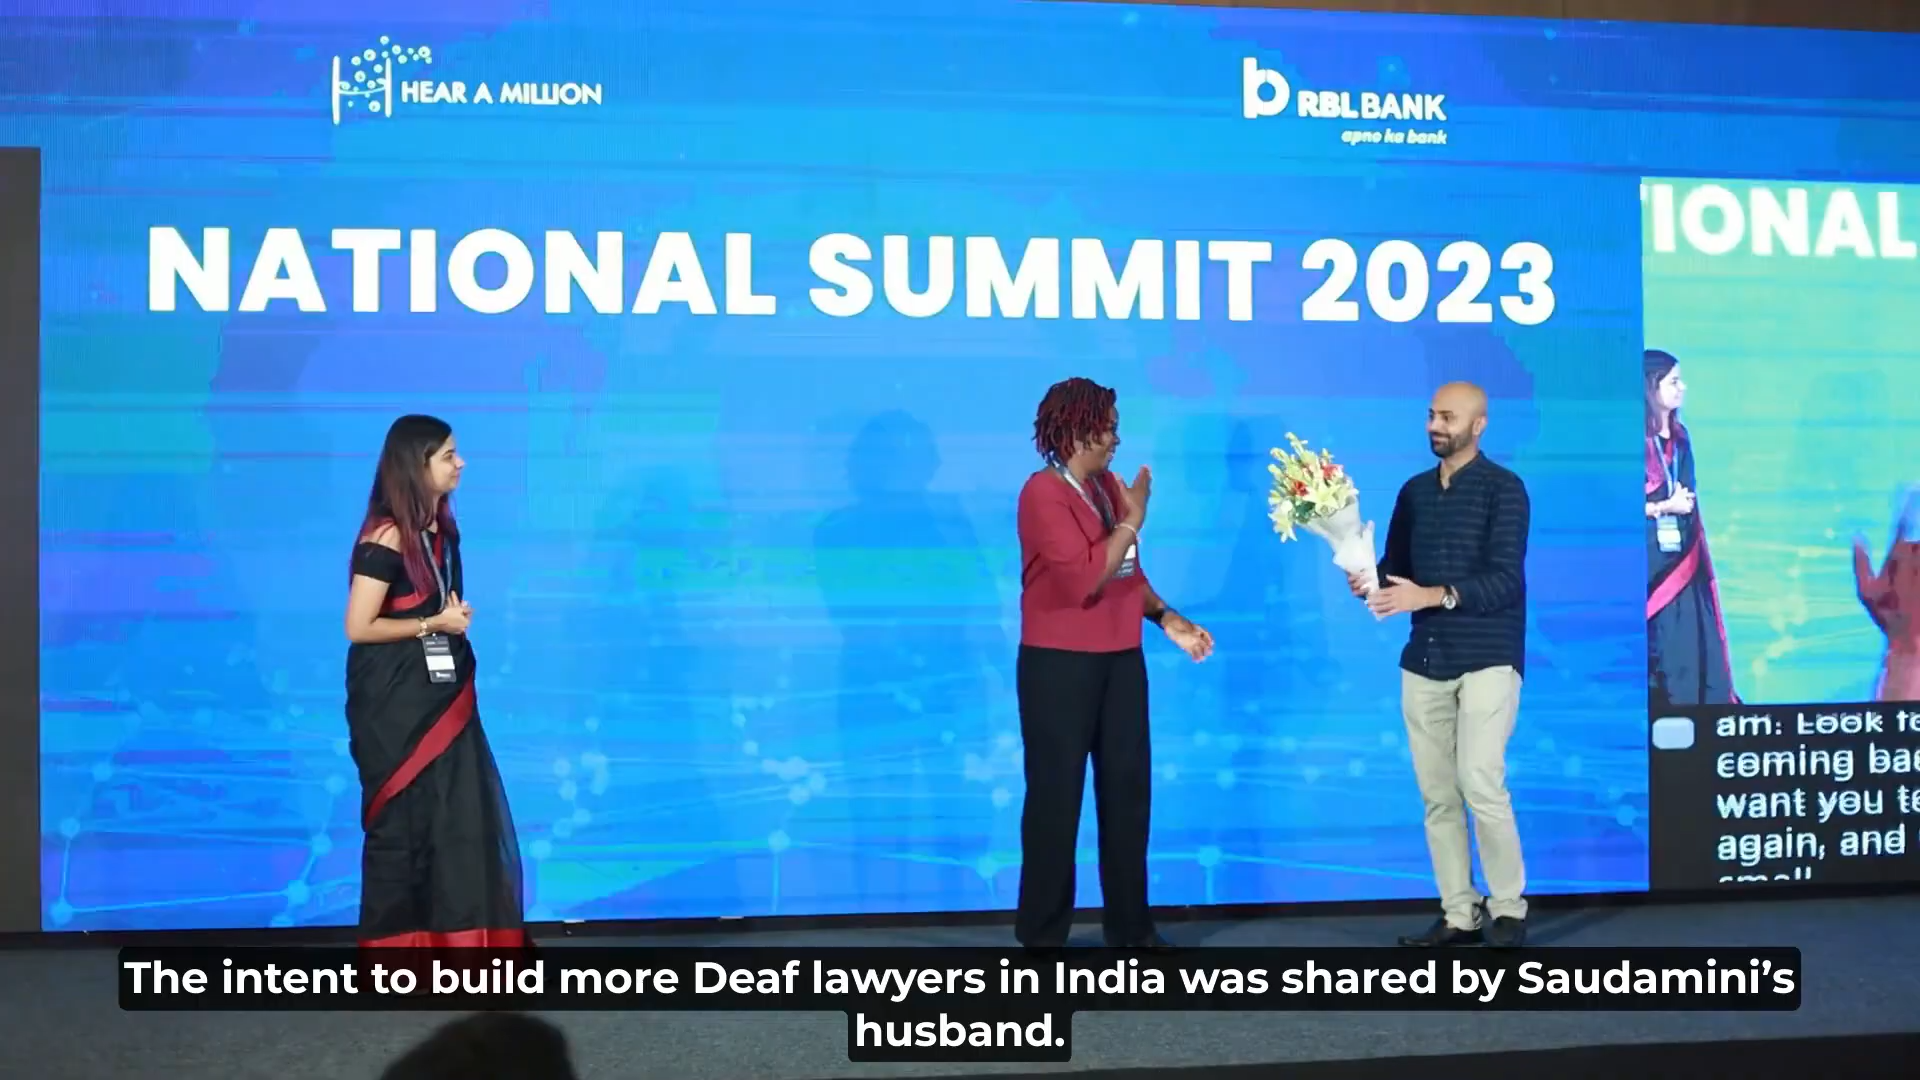 HEAR A MILLION
RBL BANK
apno ka bank
NATIONAL SUMMIT 2023
IONAL
am: Look
coming
want you
again, and
small
The intent to build more Deaf lawyers in India was shared by Saudamini’s
husband.